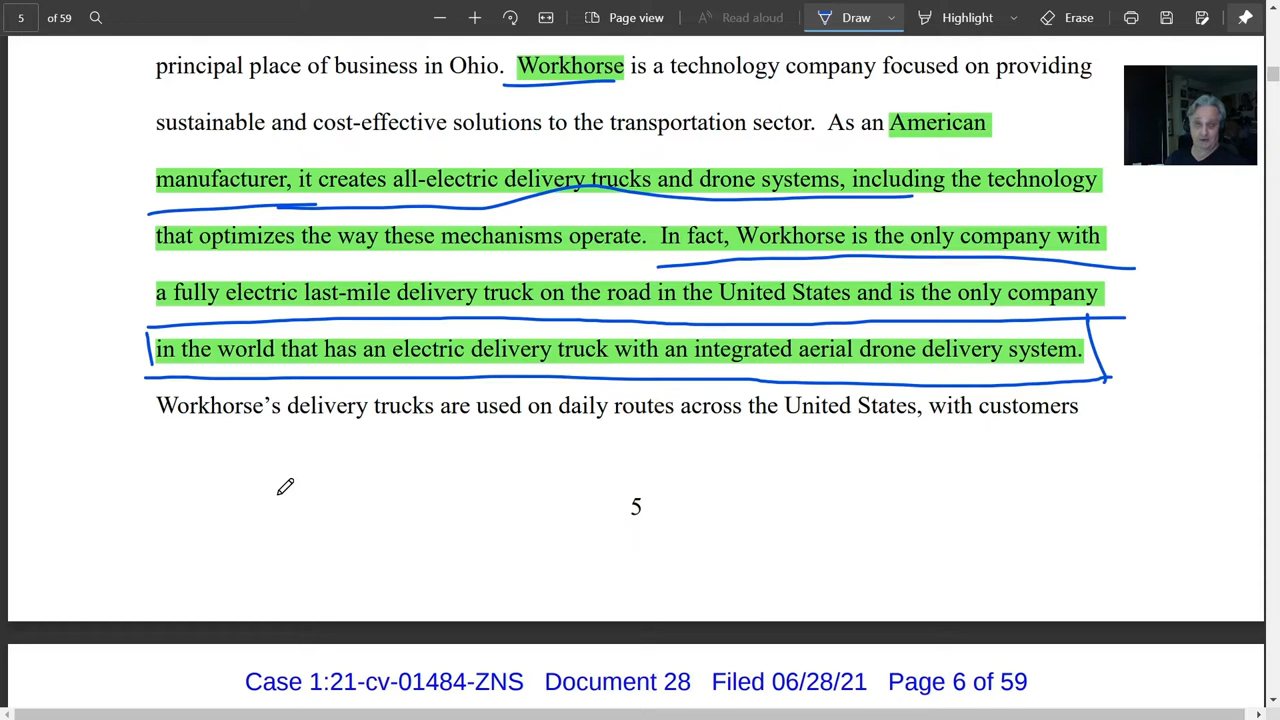 5 of 59 Page view Read aloud Draw Highlight Erase
principal place of business in Ohio. Workhorse is a technology company focused on providing
sustainable and cost-effective solutions to the transportation sector. As an American
manufacturer, it creates all-electric delivery trucks and drone systems, including the technology
that optimizes the way these mechanisms operate. In fact, Workhorse is the only company with
a fully electric last-mile delivery truck on the road in the United States and is the only company
in the world that has an electric delivery truck with an integrated aerial drone delivery system.
Workhorse’s delivery trucks are used on daily routes across the United States, with customers
5
Case 1:21-cv-01484-ZNS Document 28 Filed 06/28/21 Page 6 of 59